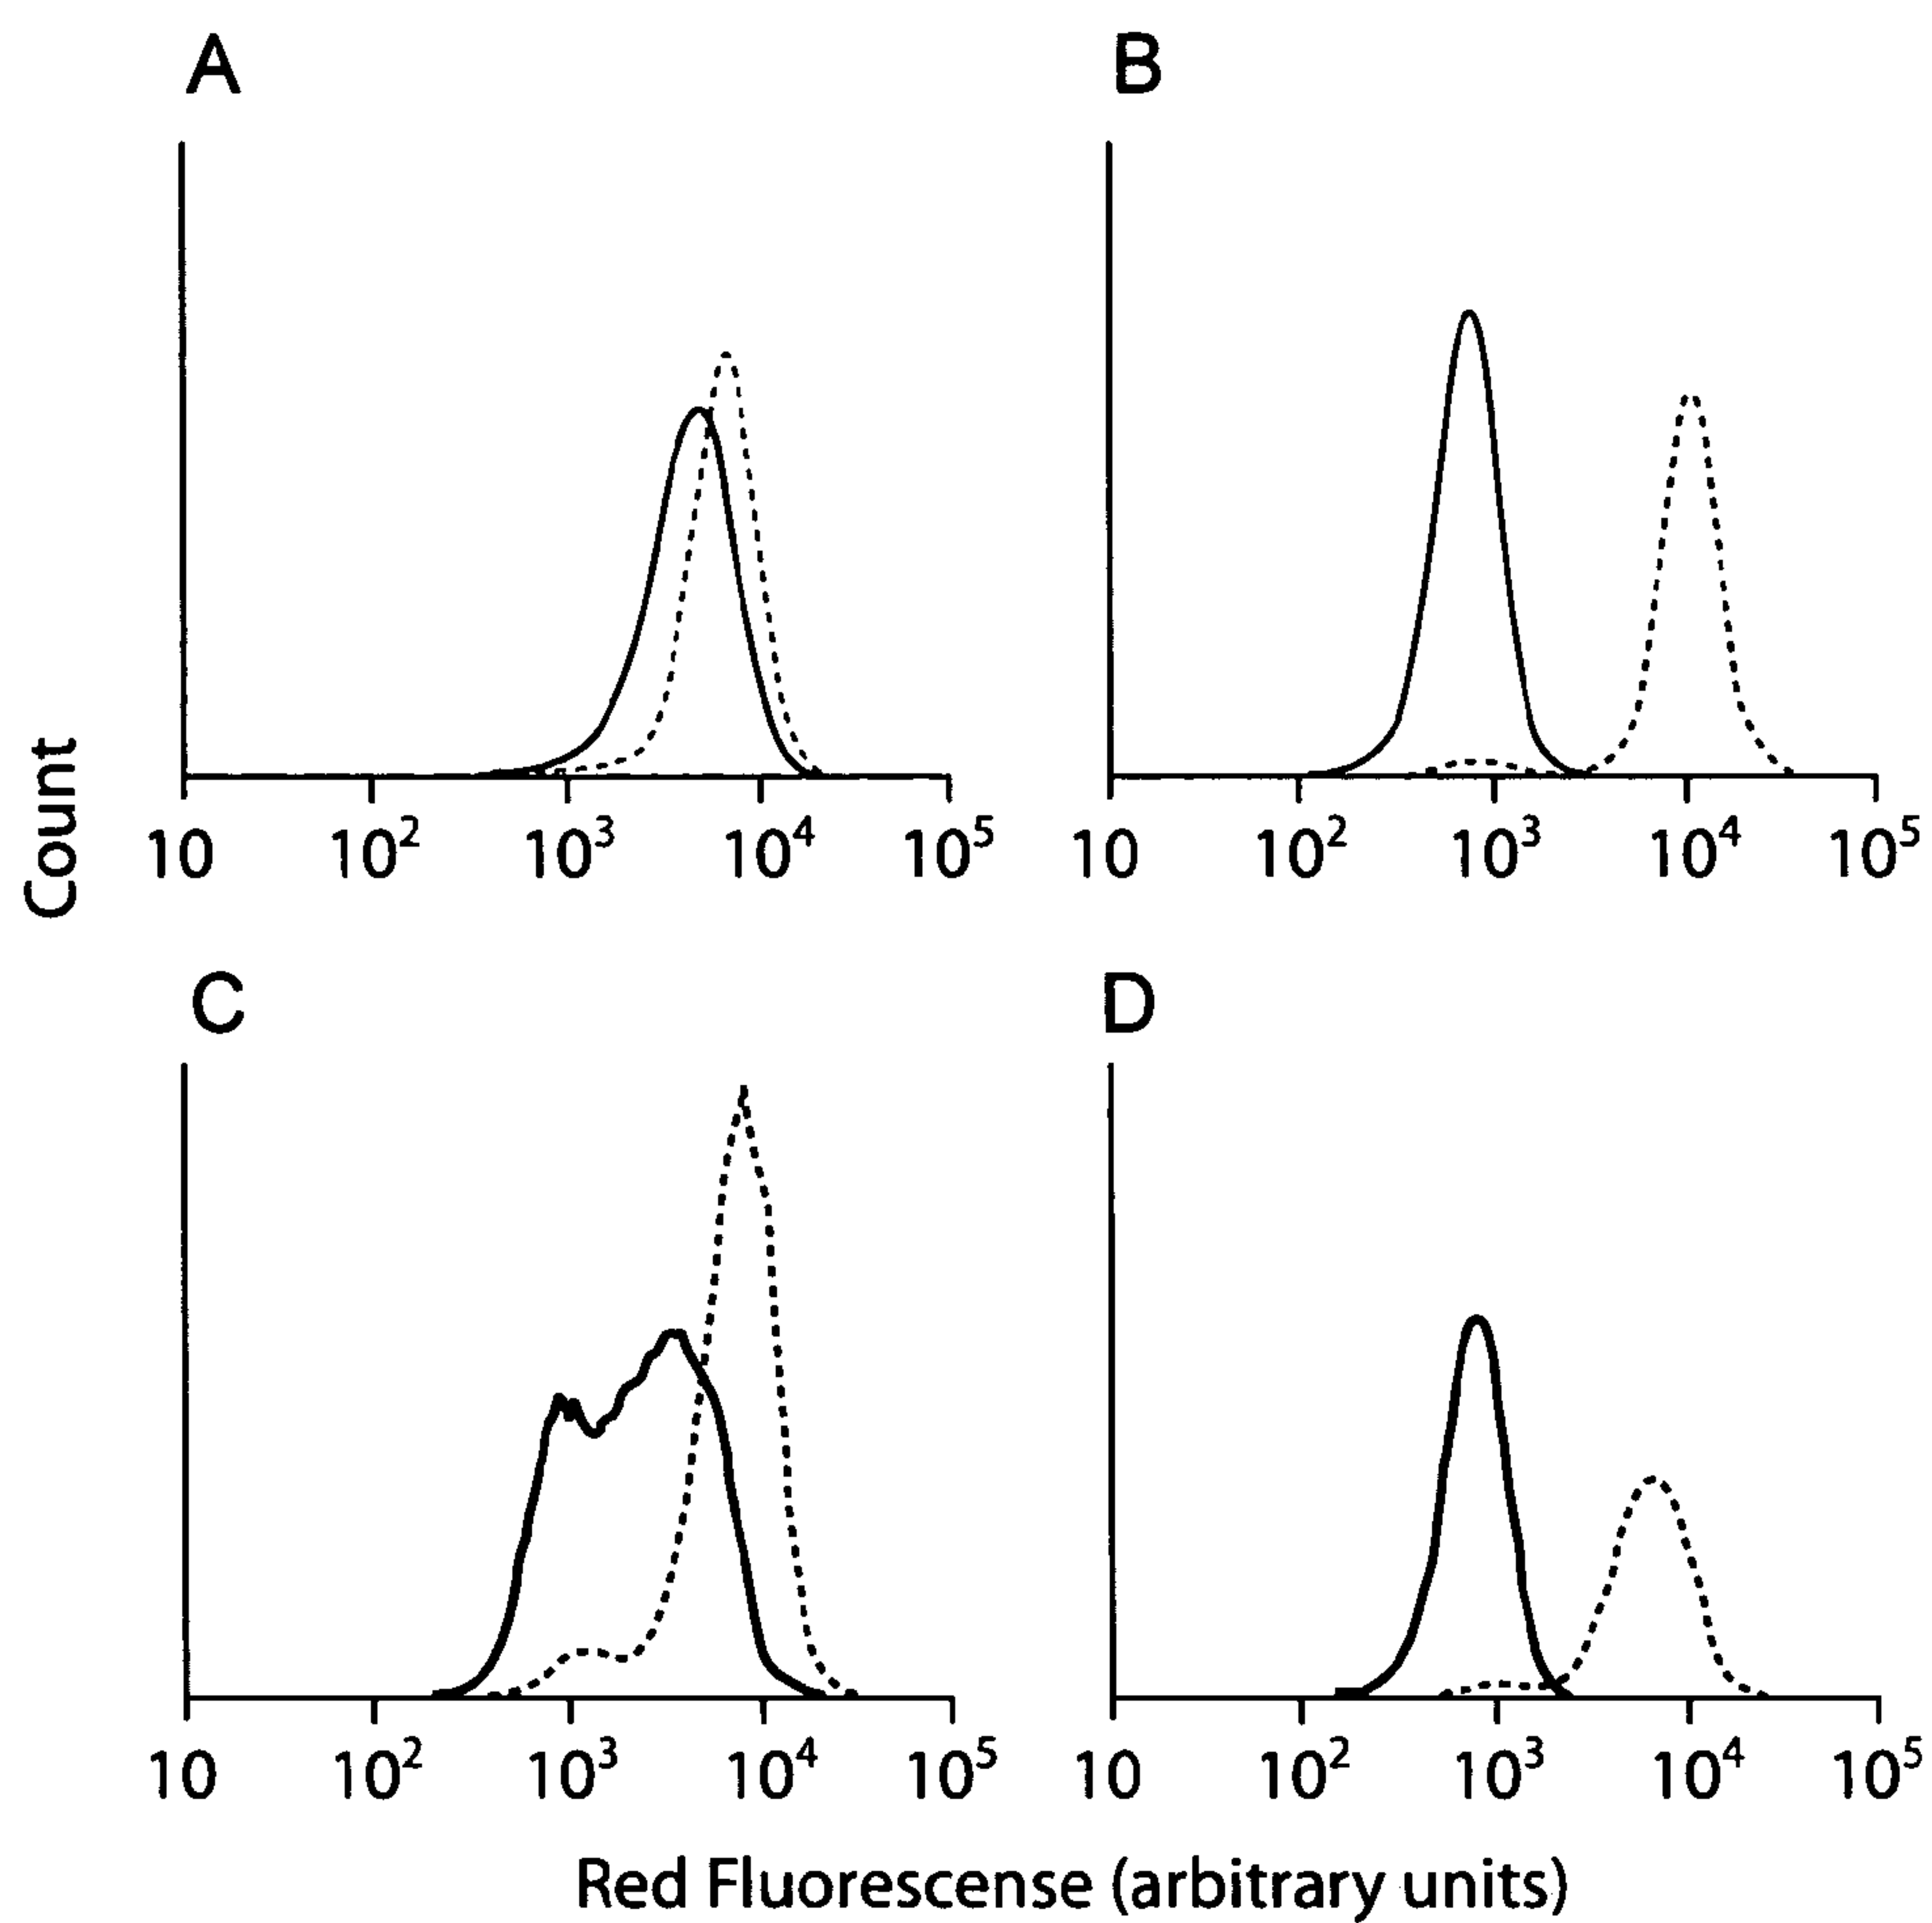 A B
Count
10 10² 10³ 10⁴ 10⁵ 10 10² 10³ 10⁴ 10⁵
C D
10 10² 10³ 10⁴ 10⁵ 10 10² 10³ 10⁴ 10⁵
Red Fluorescense (arbitrary units)